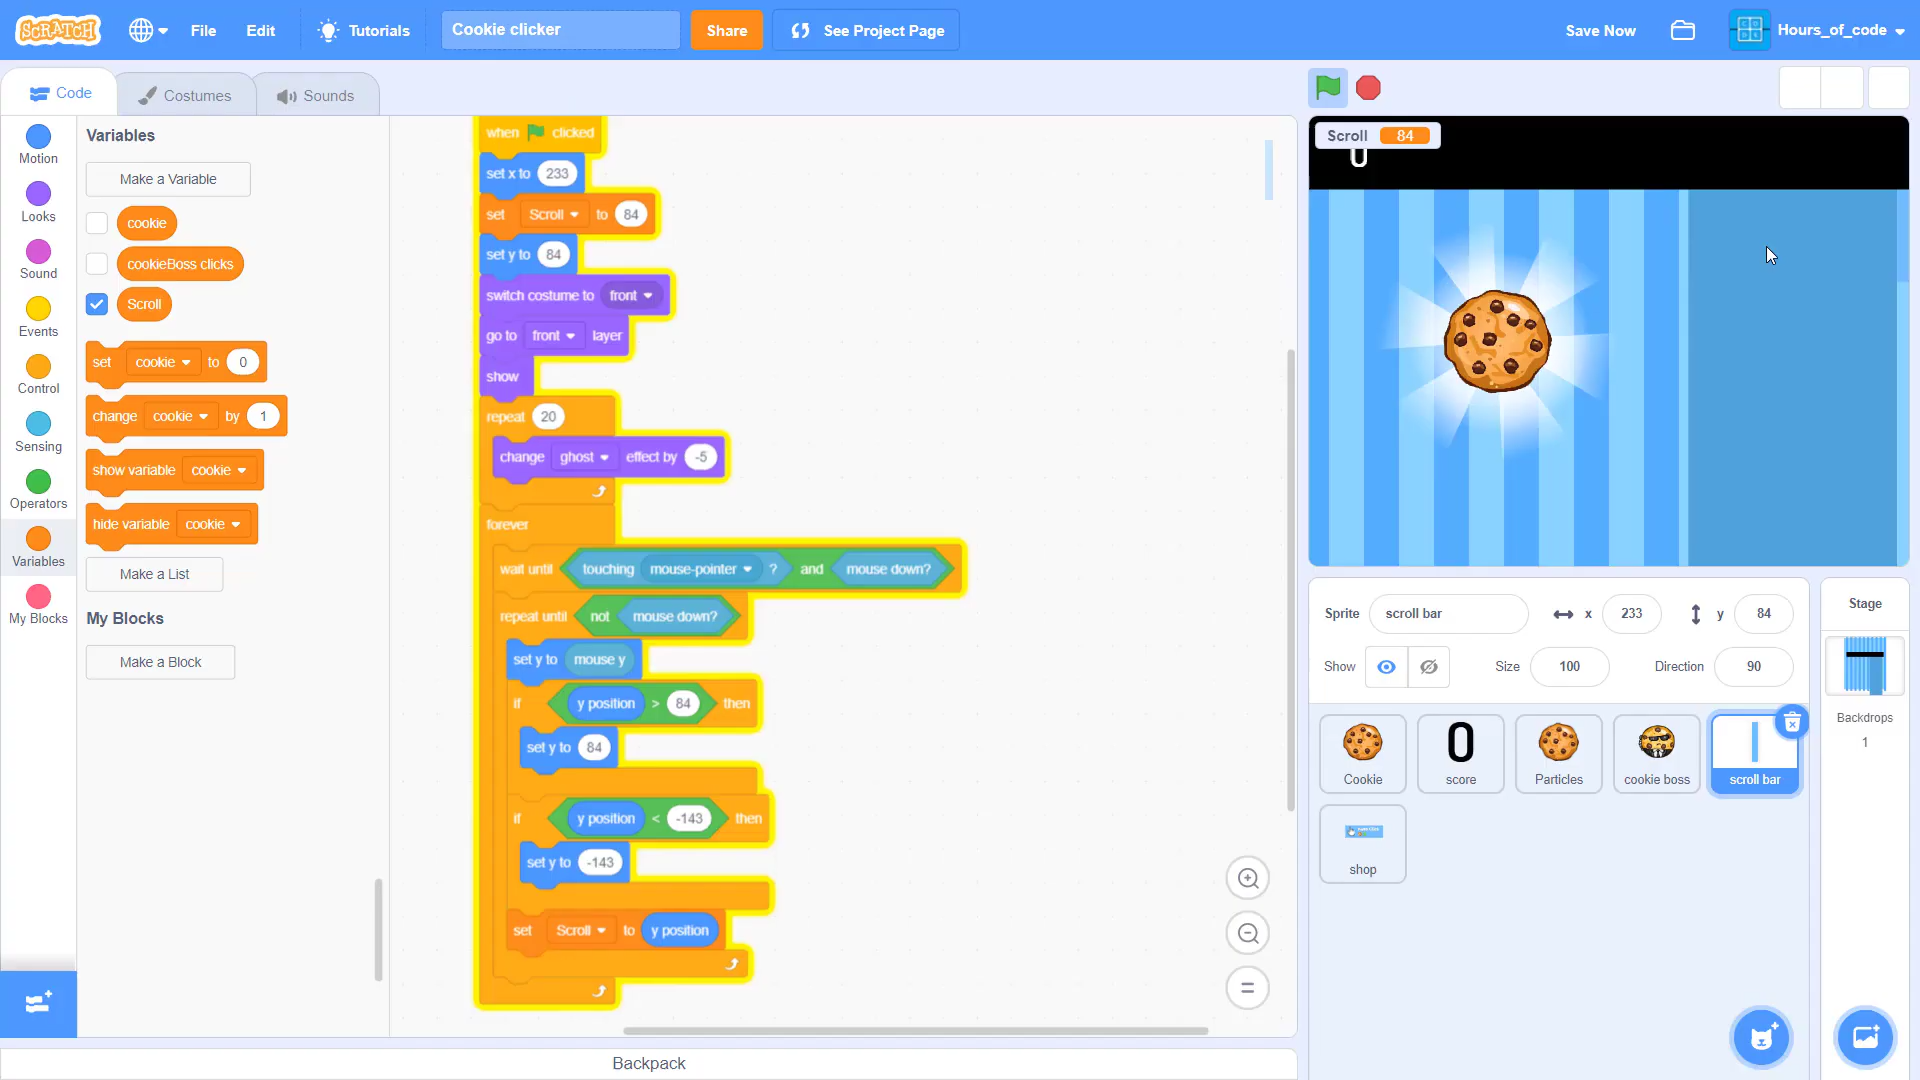 SCRATCH
File
Edit
Tutorials
Cookie clicker
Share
See Project Page
Save Now
Hours_of_code
Code
Costumes
Sounds
Motion
Looks
Sound
Events
Control
Sensing
Operators
Variables
My Blocks
Variables
Make a Variable
cookie
cookieBoss clicks
Scroll
set cookie to 0
change cookie by 1
show variable cookie
hide variable cookie
Make a List
My Blocks
Make a Block
when clicked
set x to 233
set Scroll to 84
set y to 84
switch costume to front
go to front layer
show
repeat 20
change ghost effect by -5
forever
wait until touching mouse-pointer ? and mouse down?
repeat until not mouse down?
set y to mouse y
if y position > 84 then
set y to 84
if y position < -143 then
set y to -143
set Scroll to y position
Backpack
Scroll 84
0
Sprite scroll bar x 233 y 84
Show Size 100 Direction 90
Cookie
0
score
Particles
cookie boss
scroll bar
shop
Stage
Backdrops
1